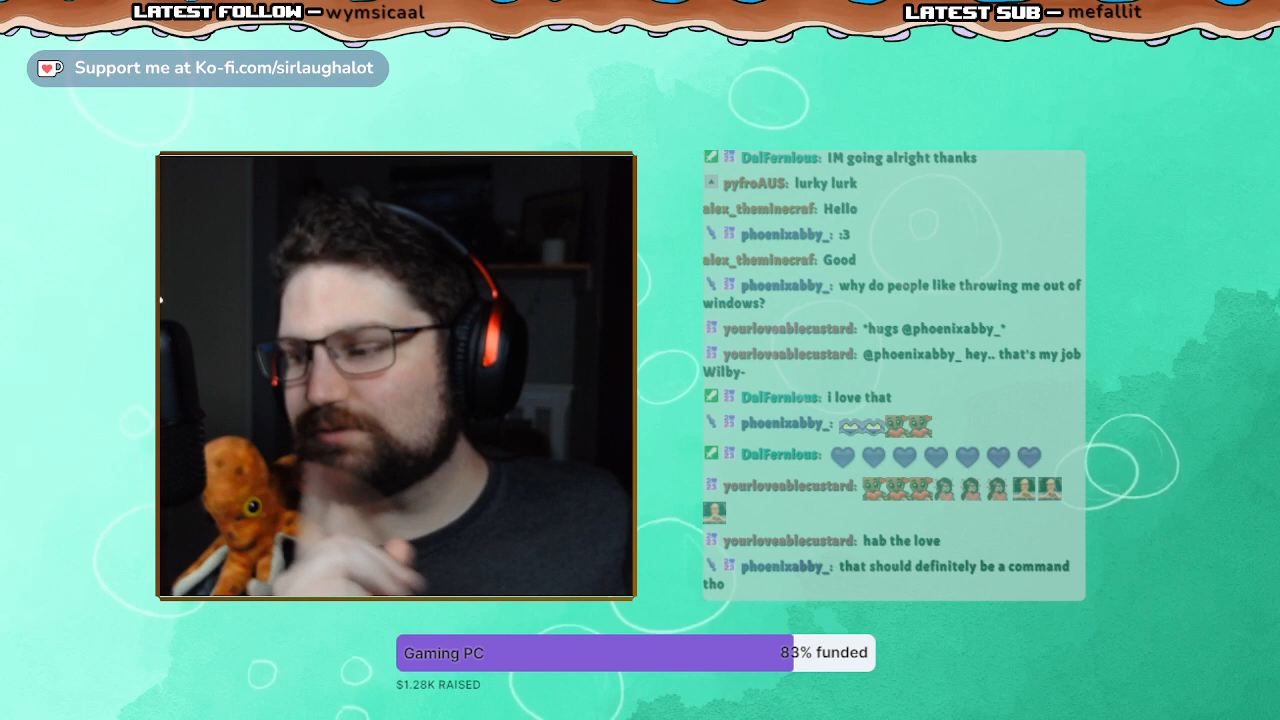 LATEST FOLLOW – wymsicaal
LATEST SUB – mefallit
Support me at Ko-fi.com/sirlaughalot
DalFernious: IM going alright thanks
pyfroAUS: lurky lurk
alex_theminecraf: Hello
phoenixabby_: :3
alex_theminecraf: Good
phoenixabby_: why do people like throwing me out of
windows?
yourloveablecustard: *hugs @phoenixabby_*
yourloveablecustard: @phoenixabby_ hey.. that's my job
Wilby-
DalFernious: i love that
phoenixabby_:
DalFernious:
yourloveablecustard:
yourloveablecustard: hab the love
phoenixabby_: that should definitely be a command
tho
Gaming PC
83% funded
$1.28K RAISED